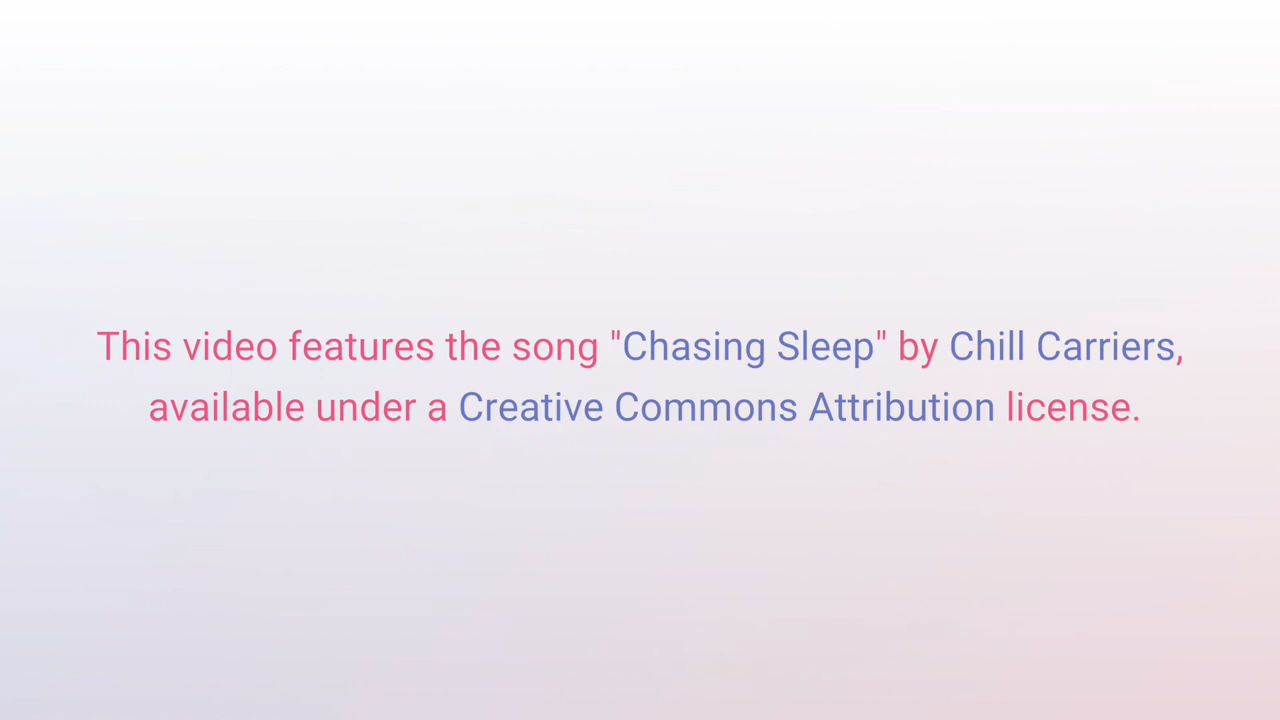 This video features the song "Chasing Sleep" by Chill Carriers,
available under a Creative Commons Attribution license.